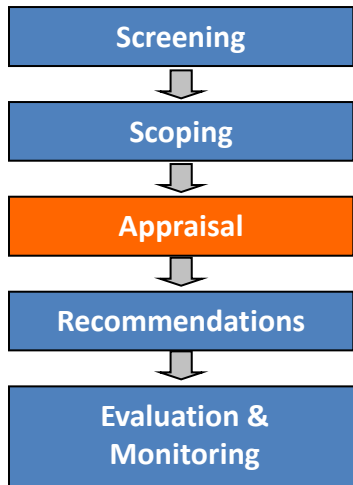 Screening
Scoping
Appraisal
Recommendations
Evaluation &
Monitoring